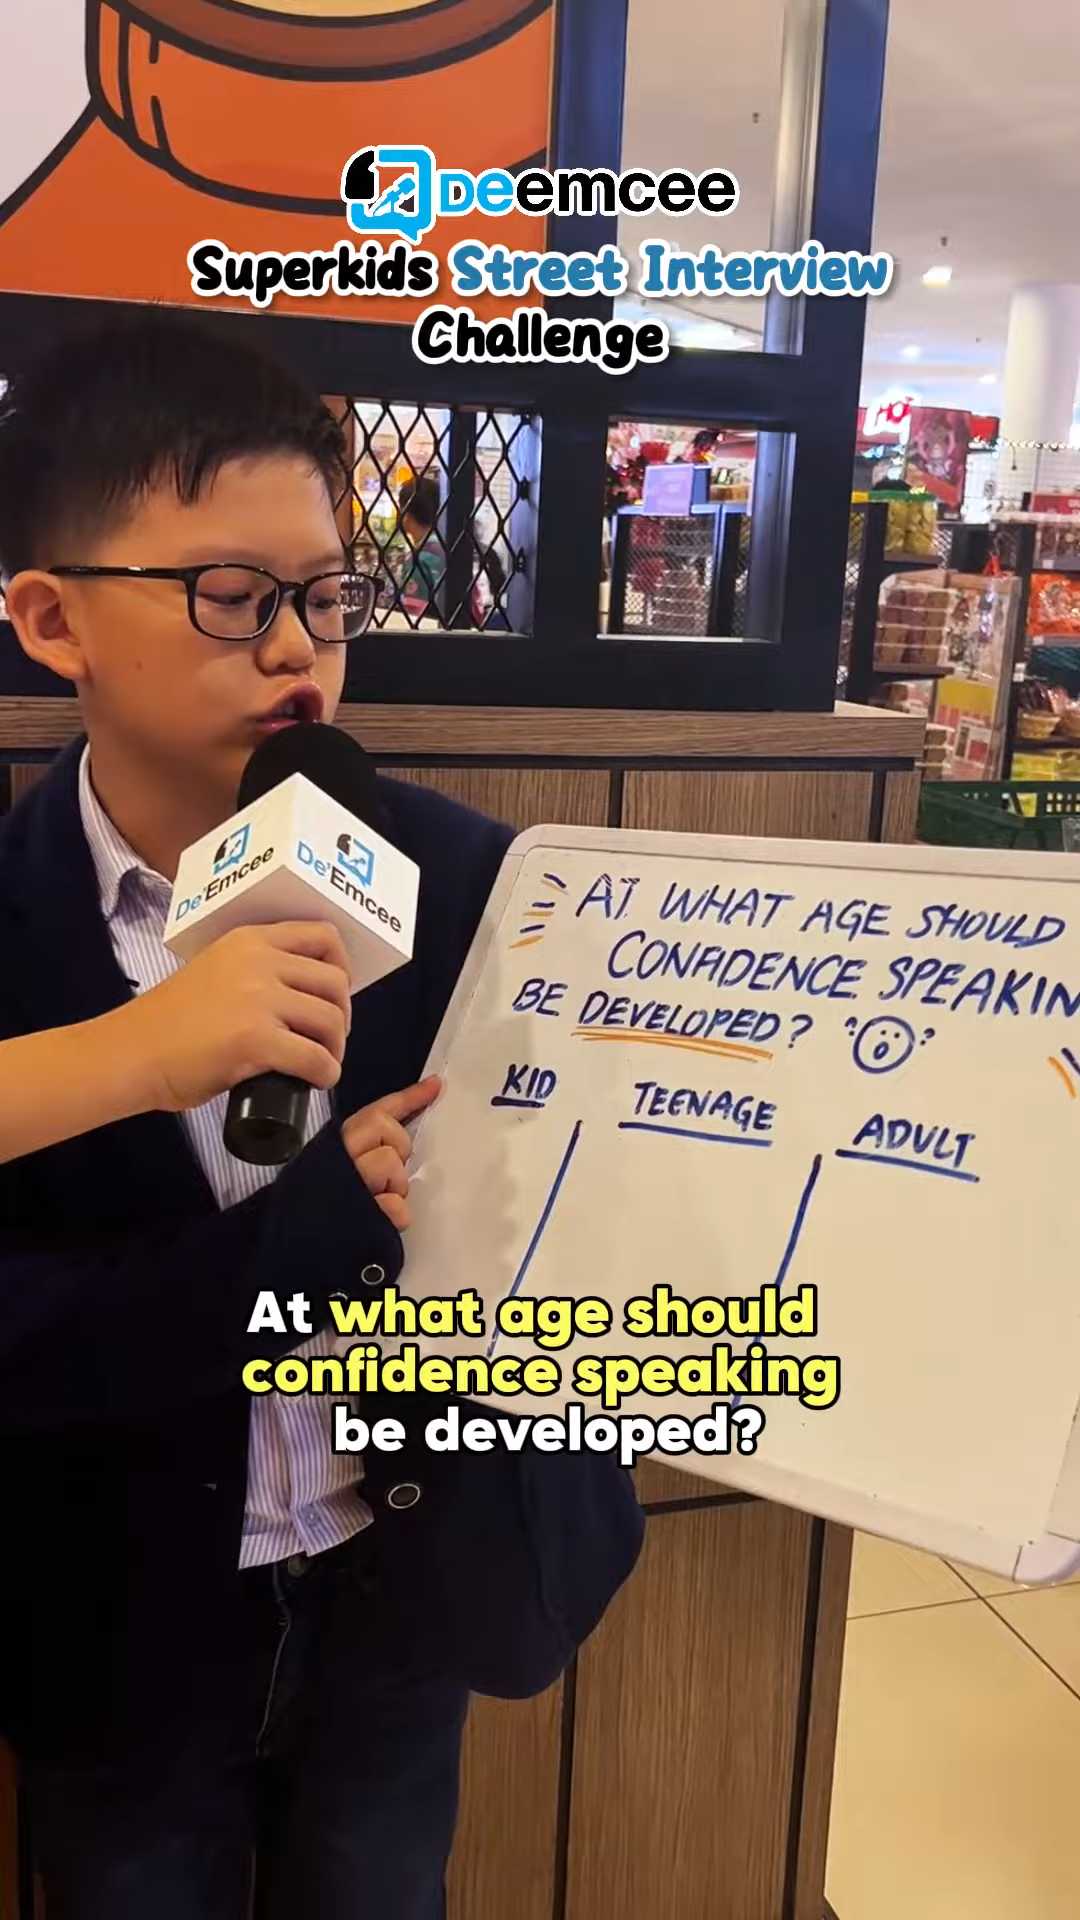 Deemcee
Superkids Street Interview
Challenge
De'Emcee
De'Emcee
AT WHAT AGE SHOULD
CONFIDENCE SPEAKIN
BE DEVELOPED?
KID
TEENAGE
ADULT
At what age should
confidence speaking
be developed?